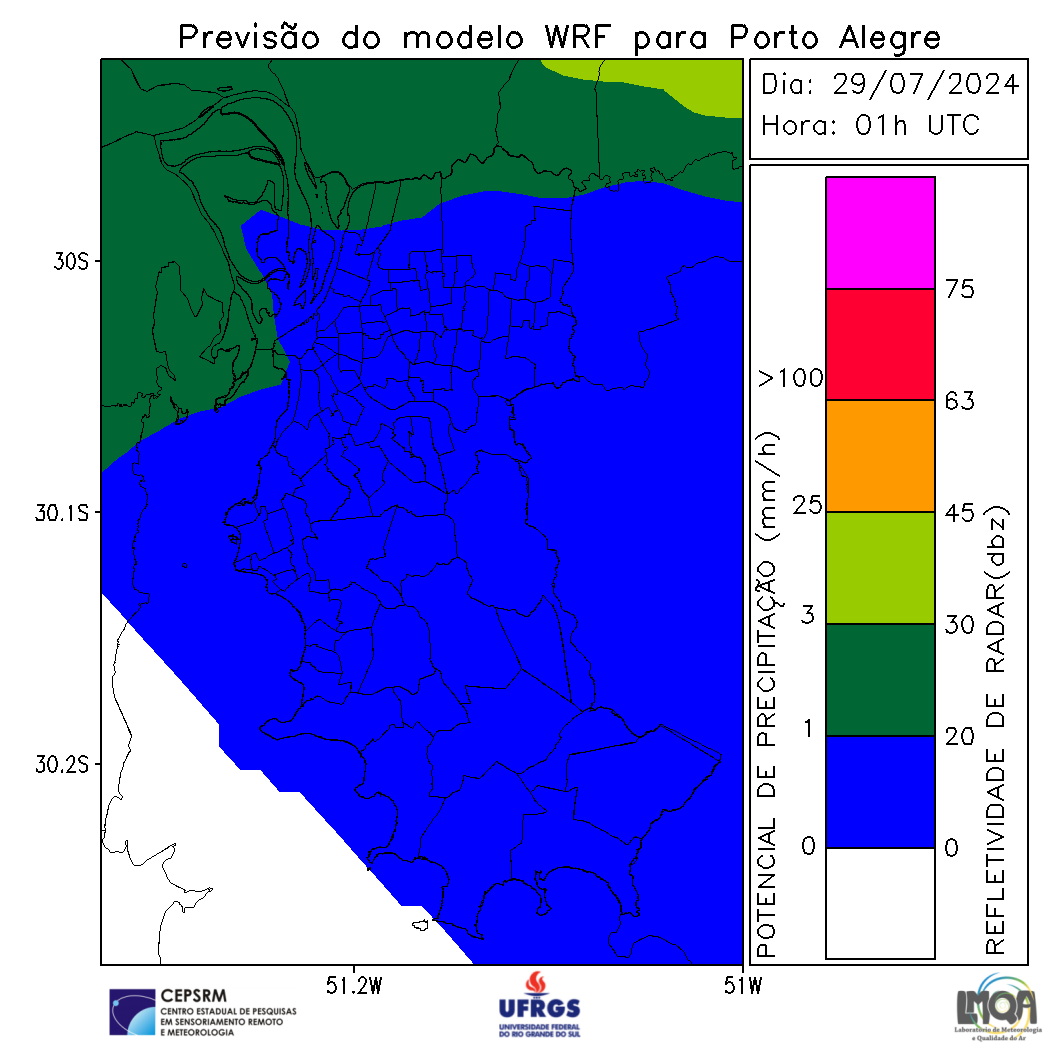 Previsão do modelo WRF para Porto Alegre
Dia: 29/07/2024
Hora: 01h UTC
30S
30.1S
30.2S
51.2W
51W
POTENCIAL DE PRECIPITAÇÃO (mm/h)
>100
25
3
1
0
75
63
45
30
20
0
REFLETIVIDADE DE RADAR(dbz)
CEPSRM
CENTRO ESTADUAL DE PESQUISAS
EM SENSORIAMENTO REMOTO
E METEOROLOGIA
UFRGS
UNIVERSIDADE FEDERAL
DO RIO GRANDE DO SUL
LMQA
Laboratório de Meteorologia
e Qualidade do Ar